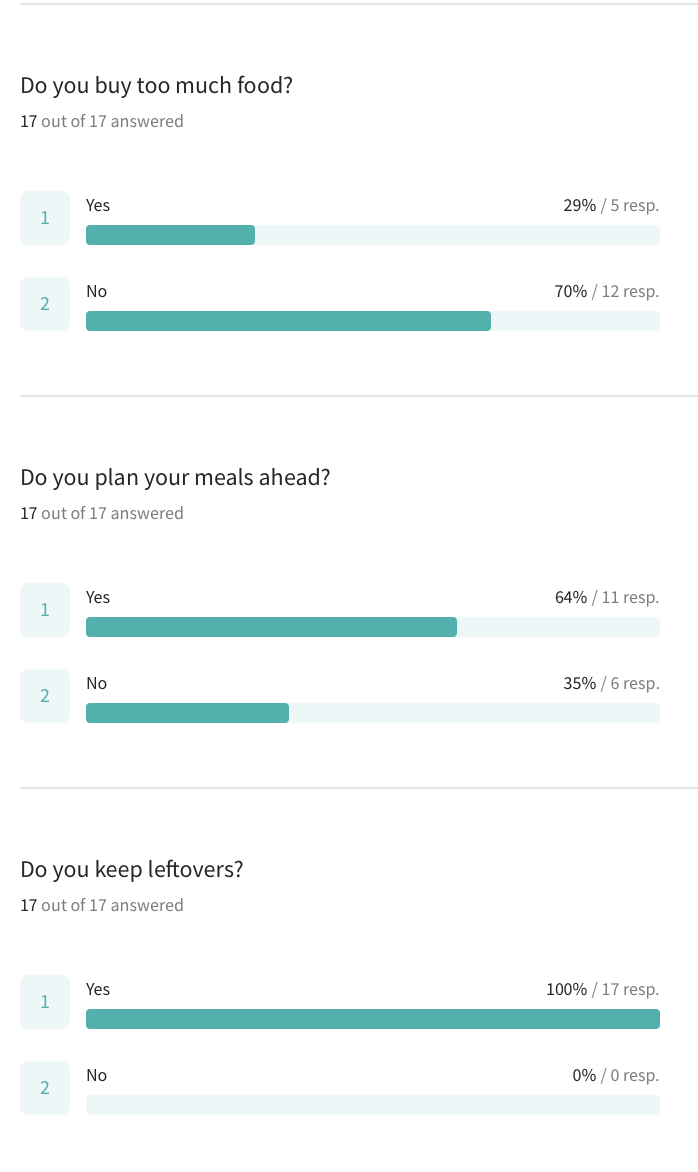 Do you buy too much food?
17 out of 17 answered
1 Yes 29% / 5 resp.
2 No 70% / 12 resp.
Do you plan your meals ahead?
17 out of 17 answered
1 Yes 64% / 11 resp.
2 No 35% / 6 resp.
Do you keep leftovers?
17 out of 17 answered
1 Yes 100% / 17 resp.
2 No 0% / 0 resp.